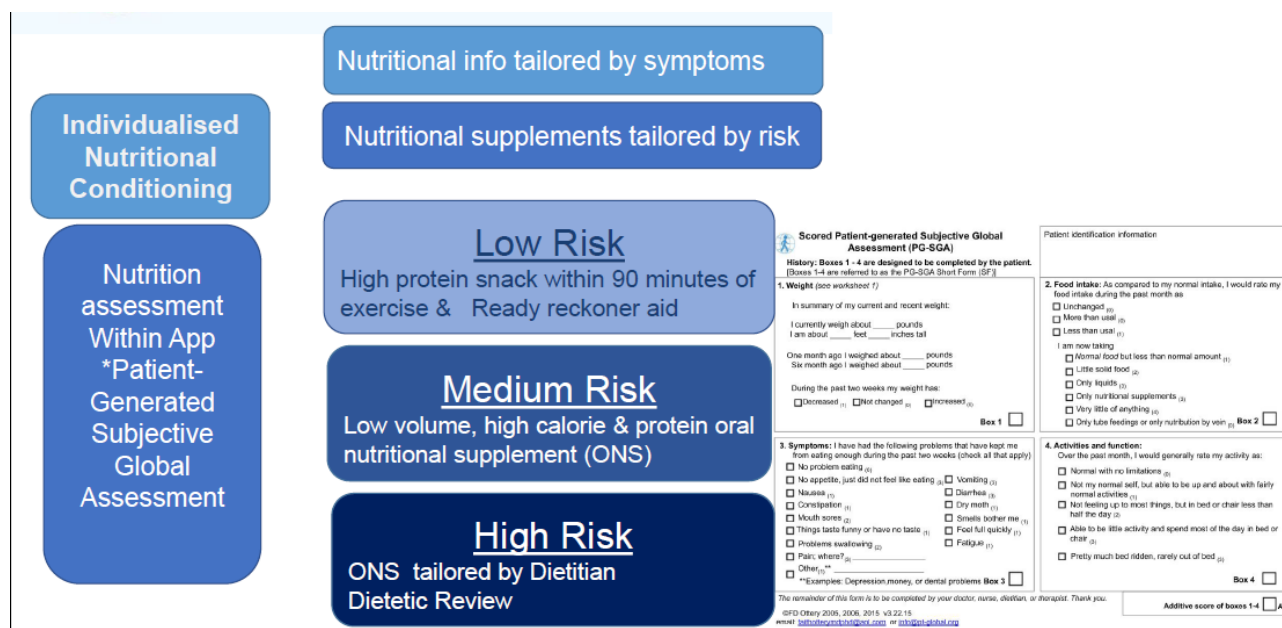 Nutritional info tailored by symptoms
Nutritional supplements tailored by risk
Individualised
Nutritional
Conditioning
Nutrition
assessment
Within App
*Patient-
Generated
Subjective
Global
Assessment
Low Risk
High protein snack within 90 minutes of
exercise & Ready reckoner aid
Medium Risk
Low volume, high calorie & protein oral
nutritional supplement (ONS)
High Risk
ONS tailored by Dietitian
Dietetic Review
Scored Patient-generated Subjective Global
Assessment (PG-SGA)
History: Boxes 1 - 4 are designed to be completed by the patient.
[Boxes 1-4 are referred to as the PG-SGA Short Form (SF)]
Patient identification information
1. Weight (see worksheet 1)
In summary of my current and recent weight:
I currently weigh about _____ pounds
I am about _____ feet _____ inches tall
One month ago I weighed about _____ pounds
Six month ago I weighed about _____ pounds
During the past two weeks my weight has:
Decreased (1) Not changed (0) Increased (0)
Box 1
2. Food intake: As compared to my normal intake, I would rate my
food intake during the past month as
Unchanged (0)
More than usal (0)
Less than usal (1)
I am now taking
Normal food but less than normal amount (1)
Little solid food (2)
Only liquids (3)
Only nutritional supplements (3)
Very little of anything (4)
Only tube feedings or only nutribution by vein (0) Box 2
3. Symptoms: I have had the following problems that have kept me
from eating enough during the past two weeks (check all that apply)
No problem eating (0)
No appetite, just did not feel like eating (3) Vomiting (3)
Nausea (1) Diarrhea (3)
Constipation (1) Dry moth (1)
Mouth sores (2) Smells bother me (1)
Things taste funny or have no taste (1) Feel full quickly (1)
Problems swallowing (2) Fatigue (1)
Pain; where? (3) _____
Other (1)** _____
**Examples: Depression, money, or dental problems Box 3
4. Activities and function:
Over the past month, I would generally rate my activity as:
Normal with no limitations (0)
Not my normal self, but able to be up and about with fairly
normal activities (1)
Not feeling up to most things, but in bed or chair less than
half the day (2)
Able to be little activity and spend most of the day in bed or
chair (3)
Pretty much bed ridden, rarely out of bed (3)
Box 4
The remainder of this form is to be completed by your doctor, nurse, dietitian, or therapist. Thank you.
©FD Ottery 2005, 2006, 2015 v3.22.15
email: or info@pt-global.org
Additive score of boxes 1-4 A